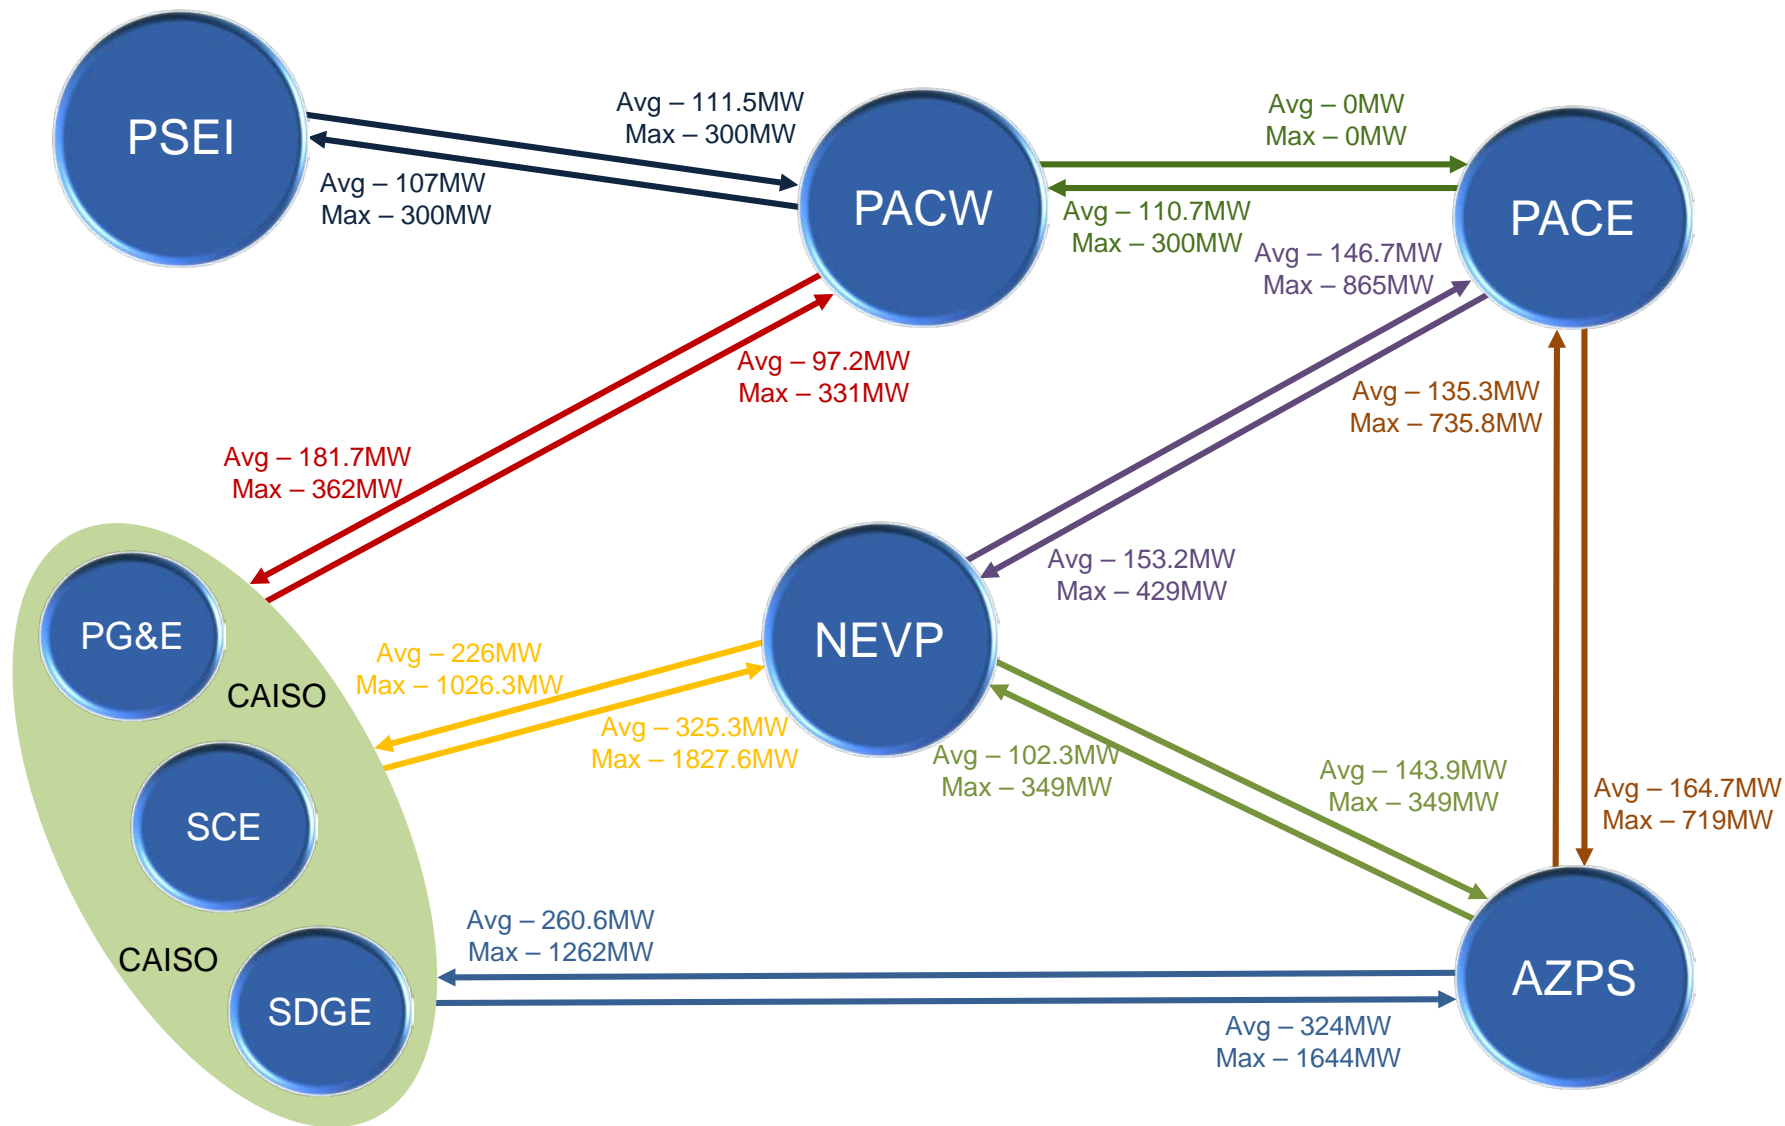 PSEI
Avg – 111.5MW
Max – 300MW
Avg – 107MW
Max – 300MW
PACW
Avg – 0MW
Max – 0MW
Avg – 110.7MW
Max – 300MW
PACE
Avg – 146.7MW
Max – 865MW
Avg – 97.2MW
Max – 331MW
Avg – 135.3MW
Max – 735.8MW
Avg – 181.7MW
Max – 362MW
Avg – 153.2MW
Max – 429MW
PG&E
CAISO
Avg – 226MW
Max – 1026.3MW
NEVP
Avg – 325.3MW
Max – 1827.6MW
Avg – 102.3MW
Max – 349MW
Avg – 143.9MW
Max – 349MW
Avg – 164.7MW
Max – 719MW
SCE
CAISO
SDGE
Avg – 260.6MW
Max – 1262MW
AZPS
Avg – 324MW
Max – 1644MW